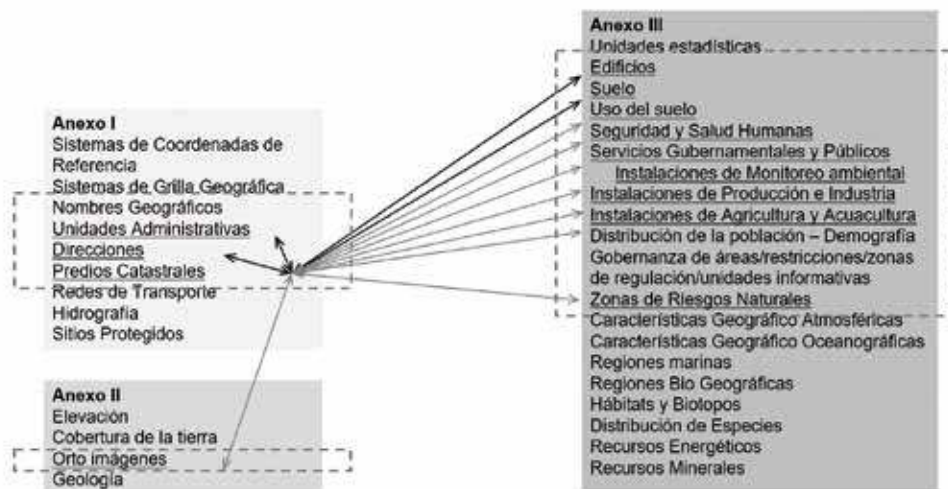 Anexo I
Sistemas de Coordenadas de
Referencia
Sistemas de Grilla Geográfica
Nombres Geográficos
Unidades Administrativas
Direcciones
Predios Catastrales
Redes de Transporte
Hidrografía
Sitios Protegidos
Anexo II
Elevación
Cobertura de la tierra
Orto imágenes
Geología
Anexo III
Unidades estadísticas
Edificios
Suelo
Uso del suelo
Seguridad y Salud Humanas
Servicios Gubernamentales y Públicos
Instalaciones de Monitoreo ambiental
Instalaciones de Producción e Industria
Instalaciones de Agricultura y Acuacultura
Distribución de la población – Demografía
Gobernanza de áreas/restricciones/zonas
de regulación/unidades informativas
Zonas de Riesgos Naturales
Características Geográfico Atmosféricas
Características Geográfico Oceanográficas
Regiones marinas
Regiones Bio Geográficas
Hábitats y Biotopos
Distribución de Especies
Recursos Energéticos
Recursos Minerales